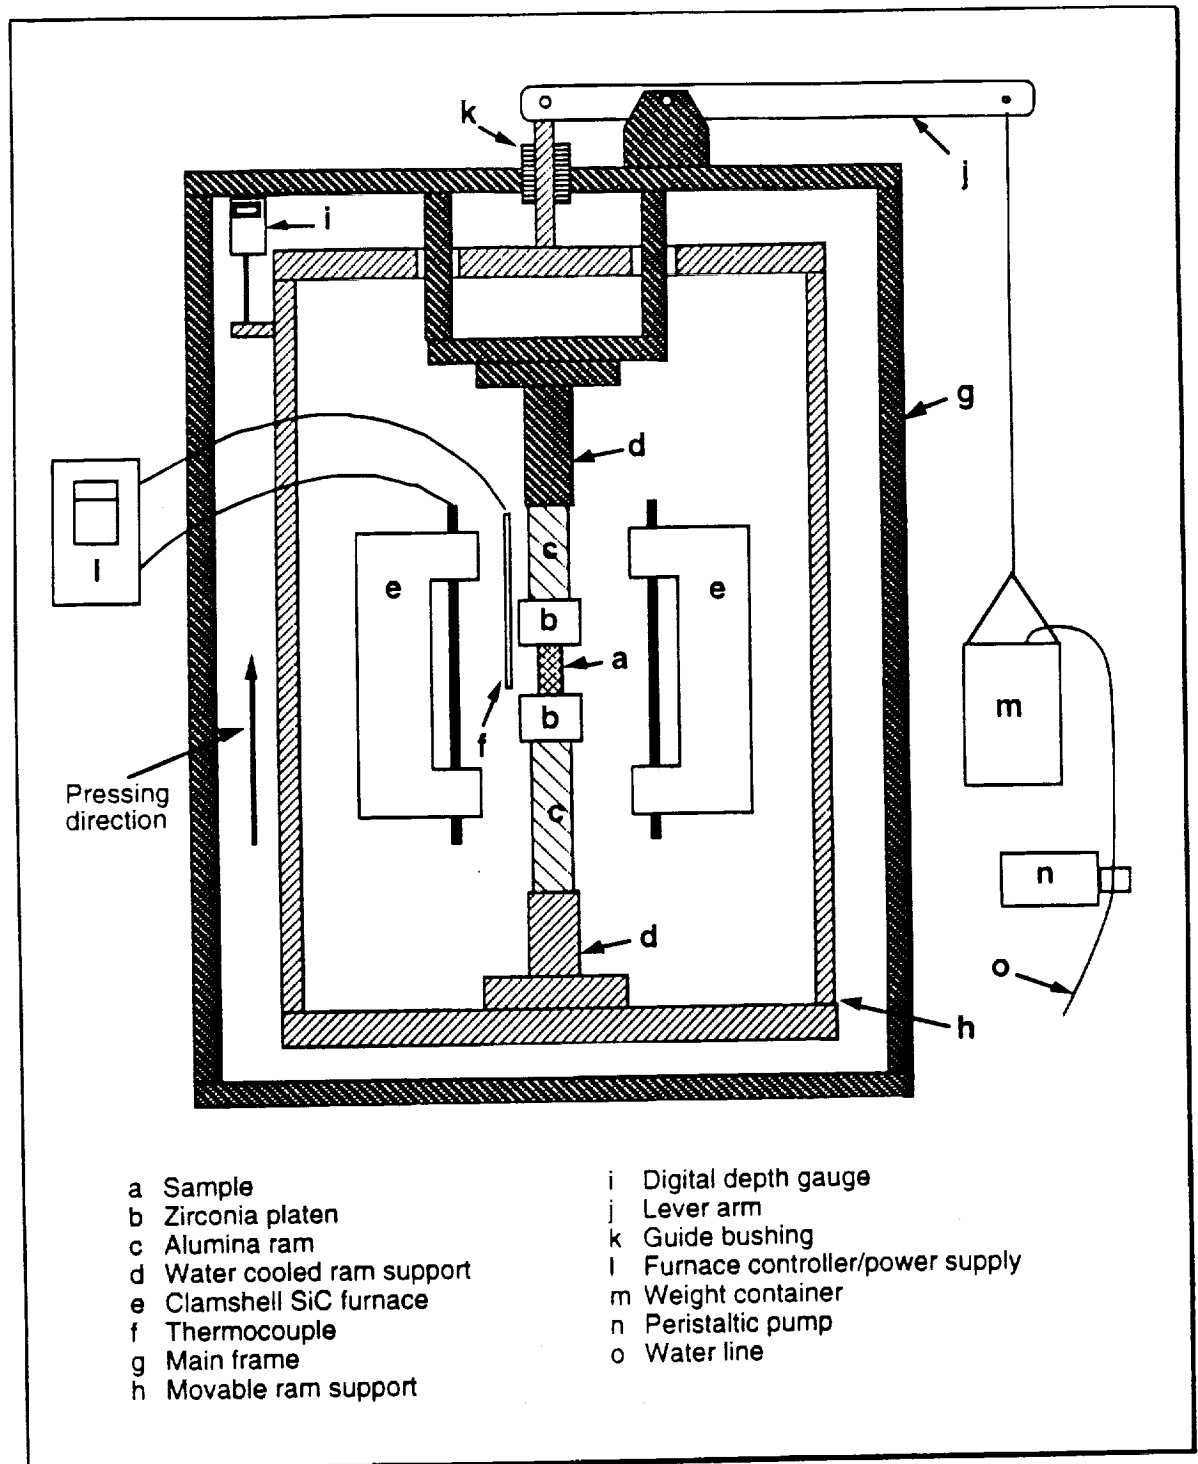 k
j
i
g
d
c
l
e
e
b
a
f
b
m
Pressing
direction
c
n
d
o
h
a Sample
b Zirconia platen
c Alumina ram
d Water cooled ram support
e Clamshell SiC furnace
f Thermocouple
g Main frame
h Movable ram support
i Digital depth gauge
j Lever arm
k Guide bushing
l Furnace controller/power supply
m Weight container
n Peristaltic pump
o Water line